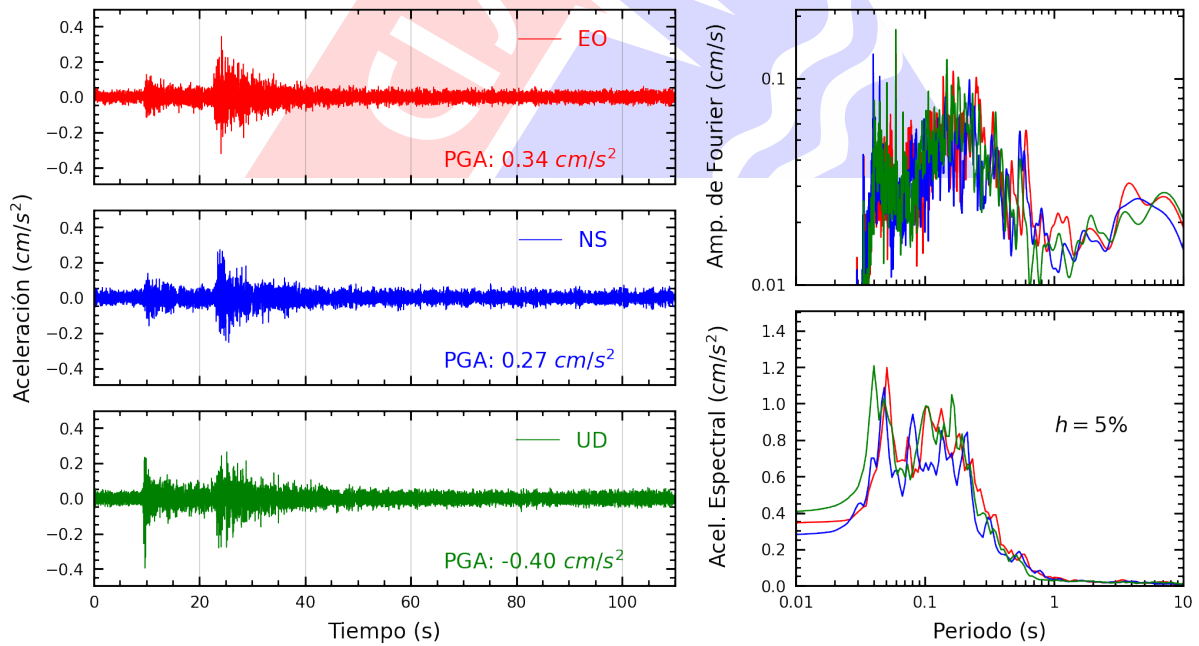 Aceleración (cm/s²)
0.4
0.2
0.0
−0.2
−0.4
EO
PGA: 0.34 cm/s²
0.4
0.2
0.0
−0.2
−0.4
NS
PGA: 0.27 cm/s²
0.4
0.2
0.0
−0.2
−0.4
UD
PGA: -0.40 cm/s²
0 20 40 60 80 100
Tiempo (s)
Amp. de Fourier (cm/s)
0.1
0.01
Acel. Espectral (cm/s²)
1.4
1.2
1.0
0.8
0.6
0.4
0.2
0.0
h = 5%
0.01 0.1 1 10
Periodo (s)